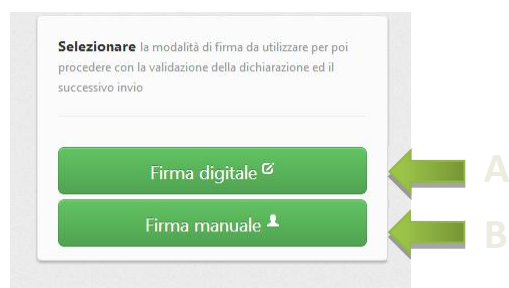 Selezionare la modalità di firma da utilizzare per poi
procedere con la validazione della dichiarazione ed il
successivo invio
Firma digitale
A
Firma manuale
B